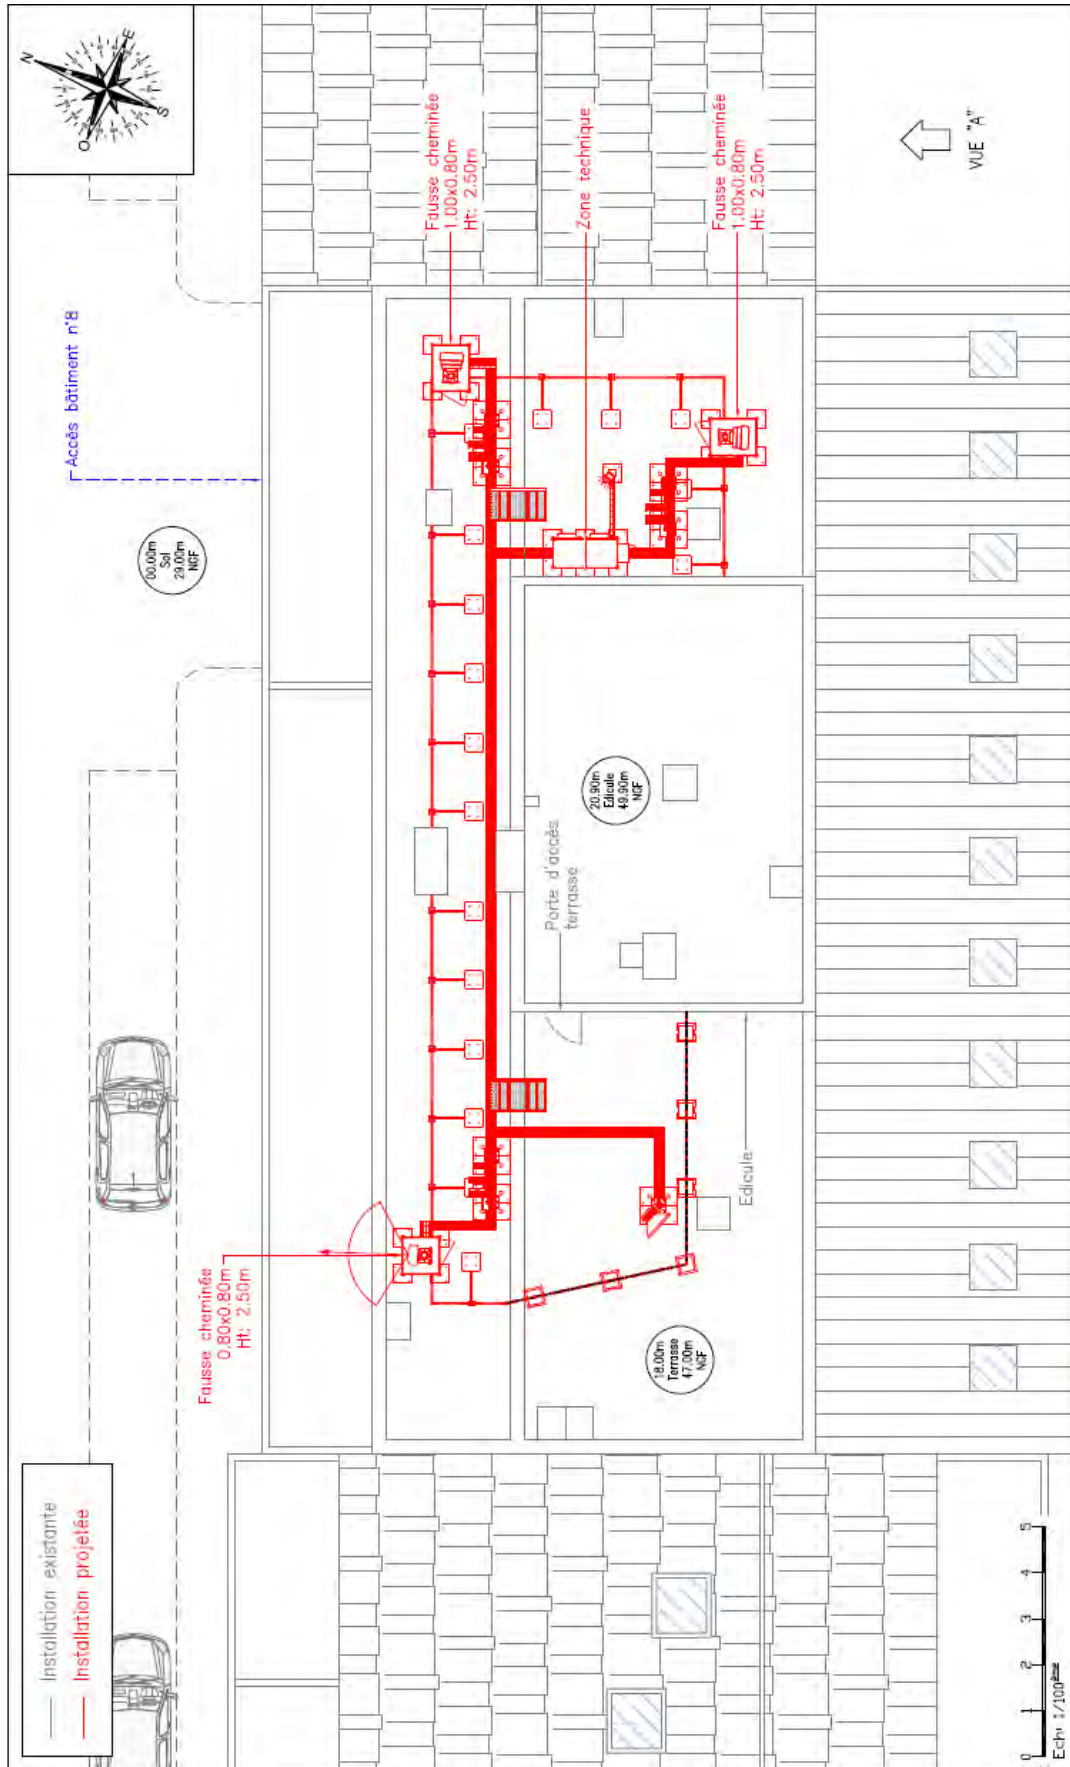 Installation existante
Installation projetée
N
E
S
O
Accès bâtiment n°8
00.00m
Sol
29.00m
NGF
Fausse cheminée
1.00x0.80m
Ht: 2.50m
Zone technique
Fausse cheminée
1.00x0.80m
Ht: 2.50m
VUE "A"
Fausse cheminée
0.80x0.80m
Ht: 2.50m
Porte d'accès
terrasse
20.90m
Edicule
49.90m
NGF
Edicule
18.00m
Terrasse
47.00m
NGF
0 1 2 3 4 5
Ech: 1/100ème